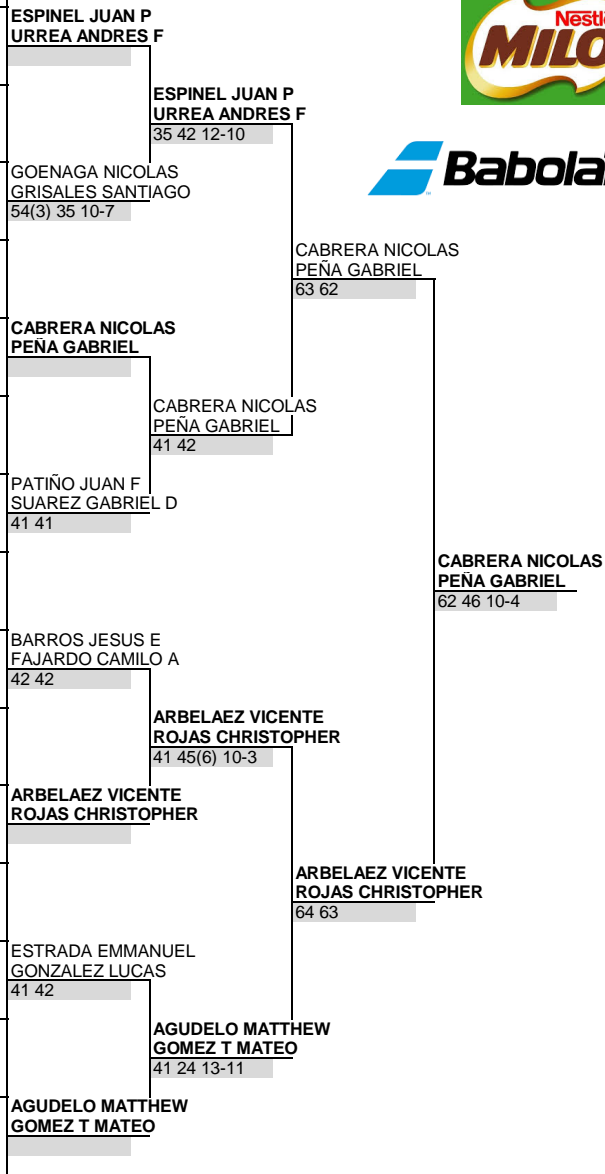 ESPINEL JUAN P
URREA ANDRES F
Nestlé
MILO
ESPINEL JUAN P
URREA ANDRES F
35 42 12-10
Babolat
GOENAGA NICOLAS
GRISALES SANTIAGO
54(3) 35 10-7
CABRERA NICOLAS
PEÑA GABRIEL
63 62
CABRERA NICOLAS
PEÑA GABRIEL
CABRERA NICOLAS
PEÑA GABRIEL
41 42
PATIÑO JUAN F
SUAREZ GABRIEL D
41 41
CABRERA NICOLAS
PEÑA GABRIEL
62 46 10-4
BARROS JESUS E
FAJARDO CAMILO A
42 42
ARBELAEZ VICENTE
ROJAS CHRISTOPHER
41 45(6) 10-3
ARBELAEZ VICENTE
ROJAS CHRISTOPHER
ARBELAEZ VICENTE
ROJAS CHRISTOPHER
64 63
ESTRADA EMMANUEL
GONZALEZ LUCAS
41 42
AGUDELO MATTHEW
GOMEZ T MATEO
41 24 13-11
AGUDELO MATTHEW
GOMEZ T MATEO